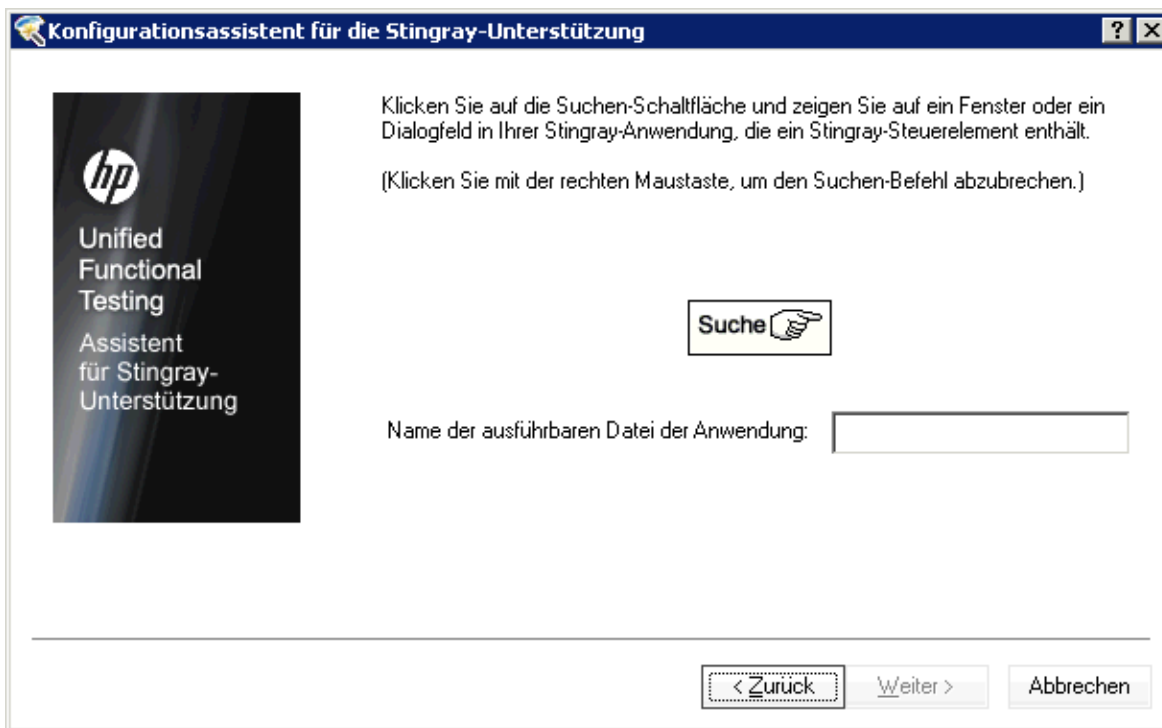 Konfigurationsassistent für die Stingray-Unterstützung
Klicken Sie auf die Suchen-Schaltfläche und zeigen Sie auf ein Fenster oder ein
Dialogfeld in Ihrer Stingray-Anwendung, die ein Stingray-Steuerelement enthält.
(Klicken Sie mit der rechten Maustaste, um den Suchen-Befehl abzubrechen.)
hp
Unified
Functional
Testing
Assistent
für Stingray-
Unterstützung
Suche
Name der ausführbaren Datei der Anwendung:
< Zurück
Weiter >
Abbrechen